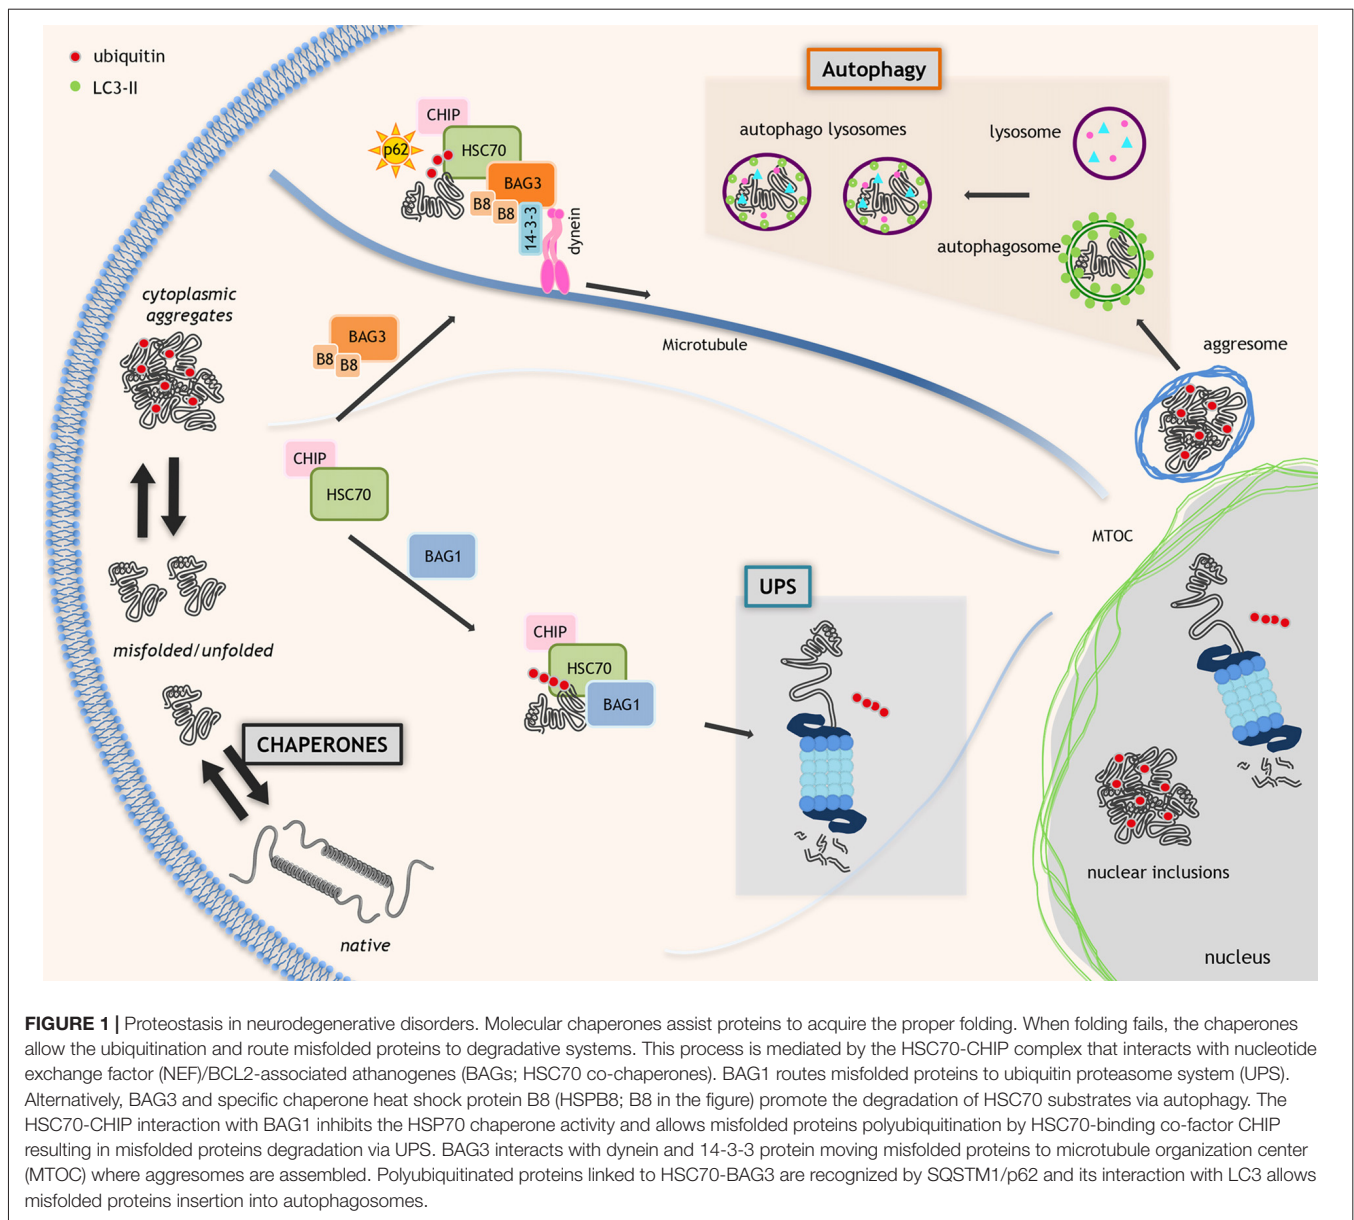 ubiquitin
LC3-II
CHIP
p62
HSC70
BAG3
B8
B8
14-3-3
dynein
Autophagy
autophago lysosomes
lysosome
autophagosome
cytoplasmic
aggregates
BAG3
B8
B8
Microtubule
aggresome
CHIP
HSC70
BAG1
MTOC
UPS
misfolded/unfolded
CHIP
HSC70
BAG1
CHAPERONES
native
nuclear inclusions
nucleus
FIGURE 1 | Proteostasis in neurodegenerative disorders. Molecular chaperones assist proteins to acquire the proper folding. When folding fails, the chaperones
allow the ubiquitination and route misfolded proteins to degradative systems. This process is mediated by the HSC70-CHIP complex that interacts with nucleotide
exchange factor (NEF)/BCL2-associated athanogenes (BAGs; HSC70 co-chaperones). BAG1 routes misfolded proteins to ubiquitin proteasome system (UPS).
Alternatively, BAG3 and specific chaperone heat shock protein B8 (HSPB8; B8 in the figure) promote the degradation of HSC70 substrates via autophagy. The
HSC70-CHIP interaction with BAG1 inhibits the HSP70 chaperone activity and allows misfolded proteins polyubiquitination by HSC70-binding co-factor CHIP
resulting in misfolded proteins degradation via UPS. BAG3 interacts with dynein and 14-3-3 protein moving misfolded proteins to microtubule organization center
(MTOC) where aggresomes are assembled. Polyubiquitinated proteins linked to HSC70-BAG3 are recognized by SQSTM1/p62 and its interaction with LC3 allows
misfolded proteins insertion into autophagosomes.